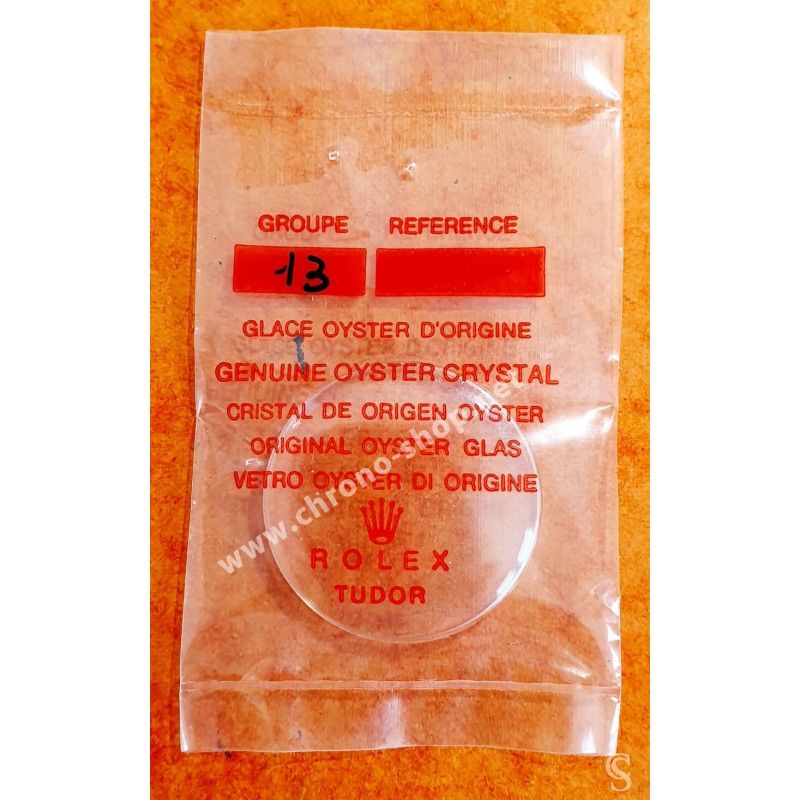 GROUPE REFERENCE
13
GLACE OYSTER D'ORIGINE
GENUINE OYSTER CRYSTAL
CRISTAL DE ORIGEN OYSTER
ORIGINAL OYSTER GLAS
VETRO OYSTER DI ORIGINE
ROLEX
TUDOR
www.chrono-shop.net
S